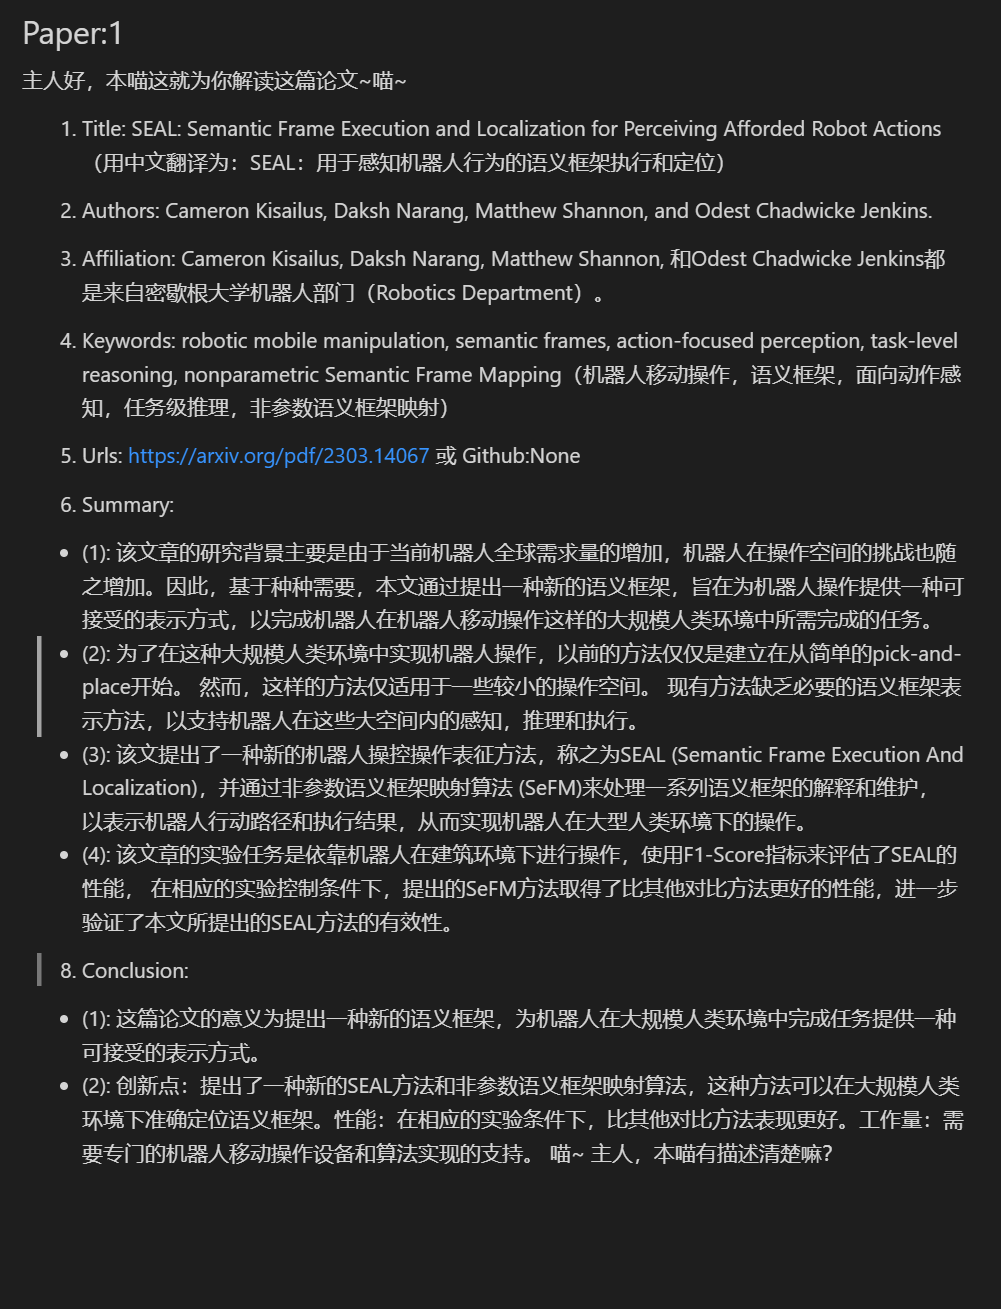 Paper:1
主人好，本喵这就为你解读这篇论文~喵~
1. Title: SEAL: Semantic Frame Execution and Localization for Perceiving Afforded Robot Actions
（用中文翻译为：SEAL：用于感知机器人行为的语义框架执行和定位）
2. Authors: Cameron Kisailus, Daksh Narang, Matthew Shannon, and Odest Chadwicke Jenkins.
3. Affiliation: Cameron Kisailus, Daksh Narang, Matthew Shannon, 和Odest Chadwicke Jenkins都
是来自密歇根大学机器人部门（Robotics Department）。
4. Keywords: robotic mobile manipulation, semantic frames, action-focused perception, task-level
reasoning, nonparametric Semantic Frame Mapping（机器人移动操作，语义框架，面向动作感
知，任务级推理，非参数语义框架映射）
5. Urls: https://arxiv.org/pdf/2303.14067 或 Github:None
6. Summary:
• (1): 该文章的研究背景主要是由于当前机器人全球需求量的增加，机器人在操作空间的挑战也随
之增加。因此，基于种种需要，本文通过提出一种新的语义框架，旨在为机器人操作提供一种可
接受的表示方式，以完成机器人在机器人移动操作这样的大规模人类环境中所需完成的任务。
• (2): 为了在这种大规模人类环境中实现机器人操作，以前的方法仅仅是建立在从简单的pick-and-
place开始。 然而，这样的方法仅适用于一些较小的操作空间。 现有方法缺乏必要的语义框架表
示方法，以支持机器人在这些大空间内的感知，推理和执行。
• (3): 该文提出了一种新的机器人操控操作表征方法，称之为SEAL (Semantic Frame Execution And
Localization)，并通过非参数语义框架映射算法 (SeFM)来处理一系列语义框架的解释和维护，
以表示机器人行动路径和执行结果，从而实现机器人在大型人类环境下的操作。
• (4): 该文章的实验任务是依靠机器人在建筑环境下进行操作，使用F1-Score指标来评估了SEAL的
性能， 在相应的实验控制条件下，提出的SeFM方法取得了比其他对比方法更好的性能，进一步
验证了本文所提出的SEAL方法的有效性。
8. Conclusion:
• (1): 这篇论文的意义为提出一种新的语义框架，为机器人在大规模人类环境中完成任务提供一种
可接受的表示方式。
• (2): 创新点：提出了一种新的SEAL方法和非参数语义框架映射算法，这种方法可以在大规模人类
环境下准确定位语义框架。性能：在相应的实验条件下，比其他对比方法表现更好。工作量：需
要专门的机器人移动操作设备和算法实现的支持。 喵~ 主人，本喵有描述清楚嘛？